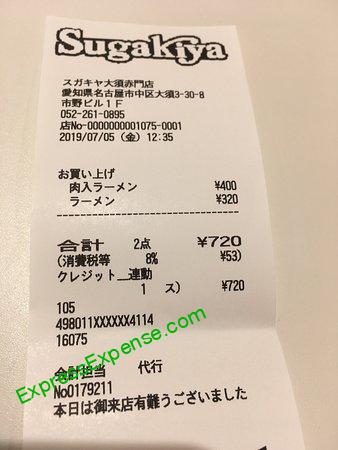 Sugakiya
スガキヤ大須赤門店
愛知県名古屋市中区大須3-30-8
市野ビル1F
052-261-0895
店No-0000000001075-0001
2019/07/05 (金) 12:35
お買い上げ
肉入ラーメン ¥400
ラーメン ¥320
合計 2点 ¥720
(消費税等 8% ¥53)
クレジット__連動
1 ス) ¥720
105
498011XXXXXX4114
16075
会計担当 代行
No0179211
本日は御来店有難うございました
ExpressExpense.com